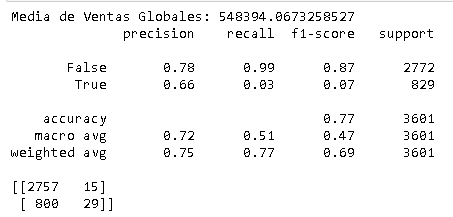 Media de Ventas Globales: 548394.0673258527
precision recall f1-score support
False 0.78 0.99 0.87 2772
True 0.66 0.03 0.07 829
accuracy 0.77 3601
macro avg 0.72 0.51 0.47 3601
weighted avg 0.75 0.77 0.69 3601
[[2757 15]
[ 800 29]]